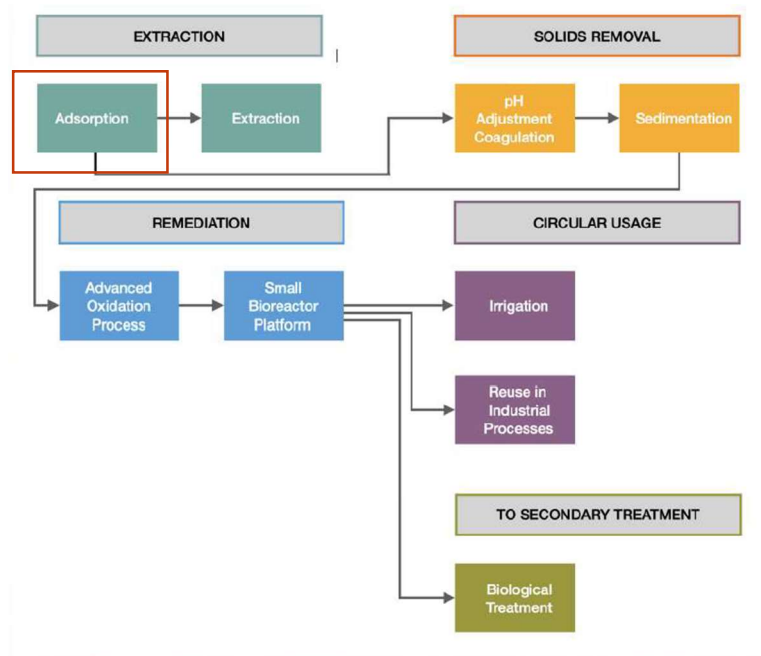 EXTRACTION
SOLIDS REMOVAL
Adsorption
Extraction
pH
Adjustment
Coagulation
Sedimentation
REMEDIATION
CIRCULAR USAGE
Advanced
Oxidation
Process
Small
Bioreactor
Platform
Irrigation
Reuse in
Industrial
Processes
TO SECONDARY TREATMENT
Biological
Treatment